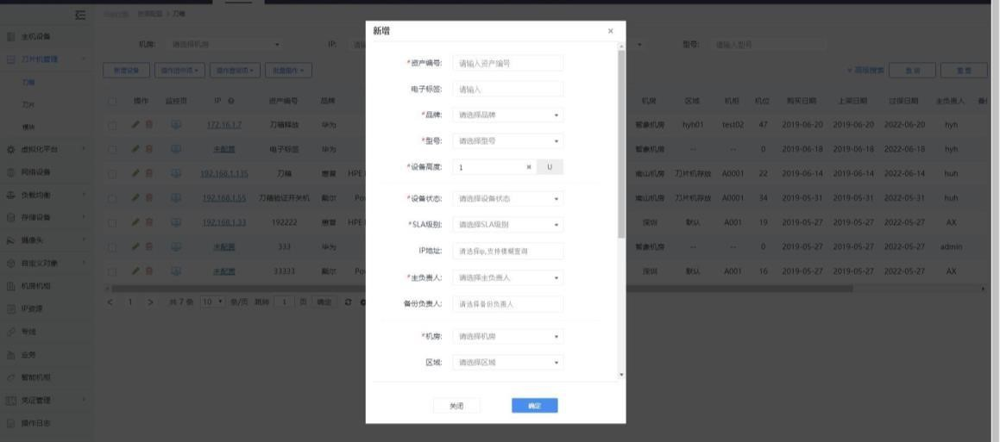 资源配置 > 刀箱
主机设备
刀片机管理
刀箱
刀片
模块
虚拟化平台
网络设备
负载均衡
存储设备
摄像头
自定义对象
机房机柜
IP资源
专线
业务
智能机柜
凭证管理
操作日志
机房: 请选择机房 IP: 型号: 请输入型号
新增设备 操作选中项 操作查询项 批量操作 高级搜索 查询 重置
操作 监控页 IP 资产编号 品牌 机房 区域 机柜 机位 购买日期 上架日期 过保日期 主负责人
172.16.1.7 刀箱释放 华为 智象机房 hyh01 test02 47 2019-06-20 2019-06-20 2022-06-20 hyh
未配置 电子标签 华为 智象机房 -- -- 0 2019-06-18 2019-06-18 2022-06-18 hyh
192.168.1.135 刀箱 惠普 HPE 南山机房 刀片机存放 A0001 22 2019-06-14 2019-06-14 2022-06-14 huh
192.168.1.55 刀箱验证开关机 戴尔 Po 南山机房 刀片机存放 A0001 34 2019-05-31 2019-05-31 2022-05-31 huh
192.168.1.33 192222 惠普 HPE 深圳 默认 A001 19 2019-05-27 2019-05-27 2022-05-27 AX
未配置 333 华为 智象机房 -- -- 0 2019-05-27 2019-05-27 2022-05-27 admin
未配置 33333 戴尔 Po 深圳 默认 A001 16 2019-05-27 2019-05-27 2022-05-27 AX
< 1 > 共 7 条 10 条/页 跳转 1 页 确定
新增 ×
*资产编号: 请输入资产编号
电子标签: 请输入
*品牌: 请选择品牌
*型号: 请选择型号
*设备高度: 1 U
*设备状态: 请选择设备状态
*SLA级别: 请选择SLA级别
IP地址: 请选择ip,支持模糊查询
*主负责人: 请选择主负责人
备份负责人: 请选择备份负责人
*机房: 请选择机房
区域: 请选择区域
关闭 确定